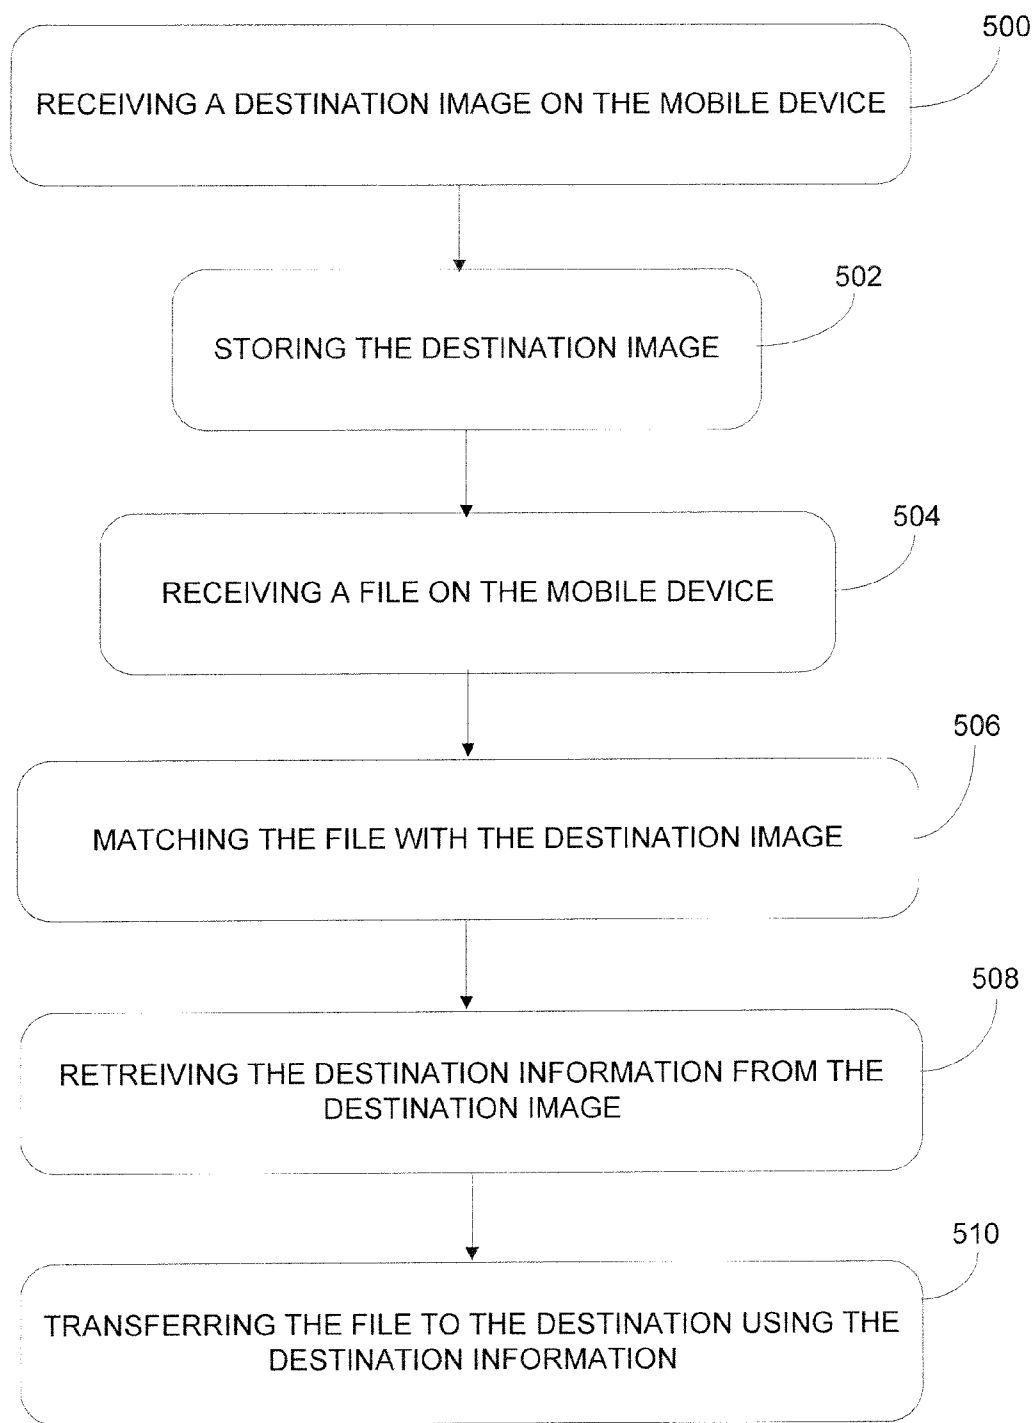 500
RECEIVING A DESTINATION IMAGE ON THE MOBILE DEVICE
502
STORING THE DESTINATION IMAGE
504
RECEIVING A FILE ON THE MOBILE DEVICE
506
MATCHING THE FILE WITH THE DESTINATION IMAGE
508
RETREIVING THE DESTINATION INFORMATION FROM THE
DESTINATION IMAGE
510
TRANSFERRING THE FILE TO THE DESTINATION USING THE
DESTINATION INFORMATION